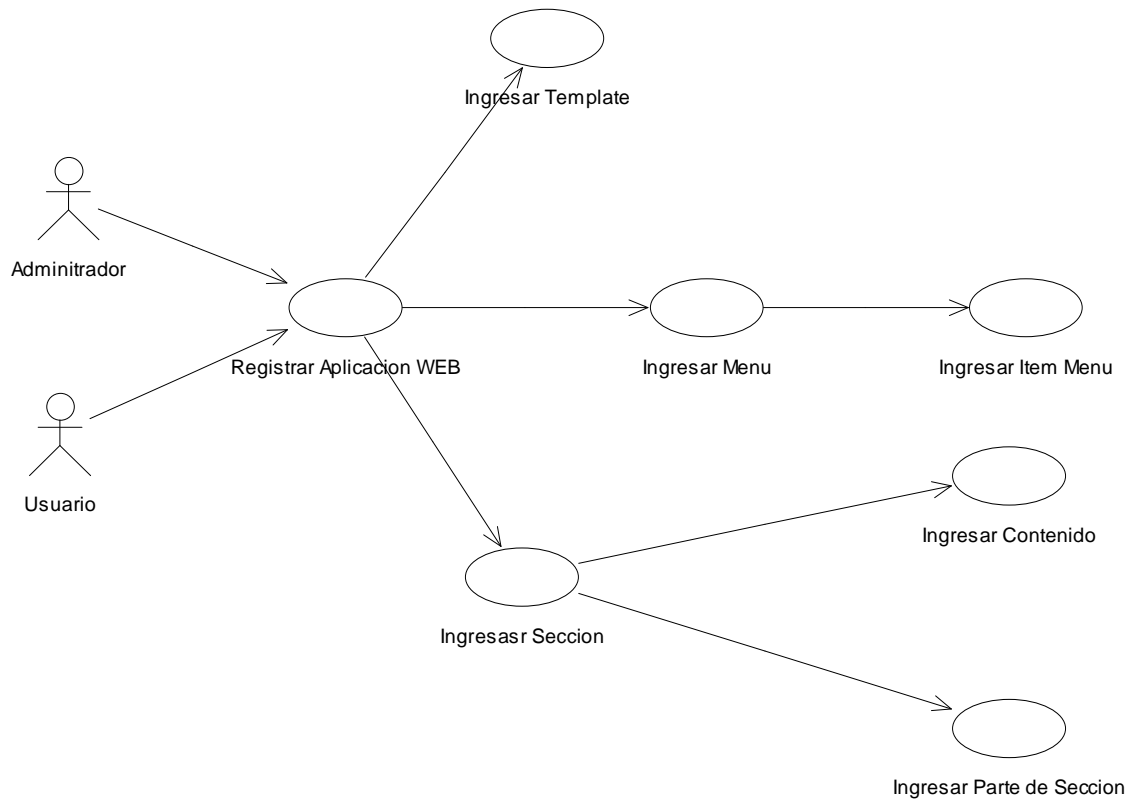 Ingresar Template
Adminitrador
Registrar Aplicacion WEB
Ingresar Menu
Ingresar Item Menu
Usuario
Ingresar Contenido
Ingresasr Seccion
Ingresar Parte de Seccion